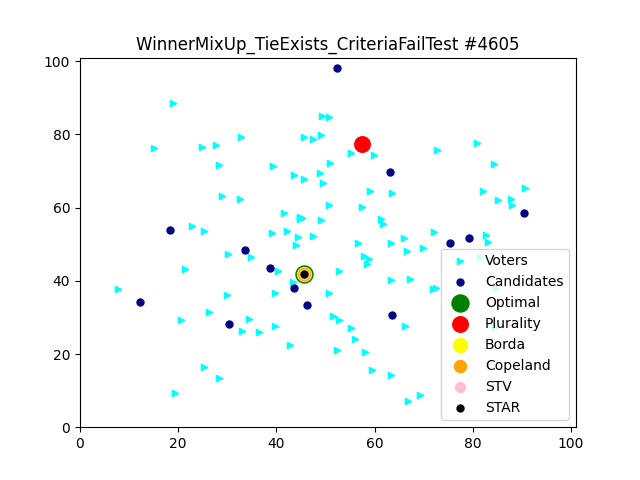 WinnerMixUp_TieExists_CriteriaFailTest #4605
100
80
60
40
20
0
0 20 40 60 80 100
Voters
Candidates
Optimal
Plurality
Borda
Copeland
STV
STAR